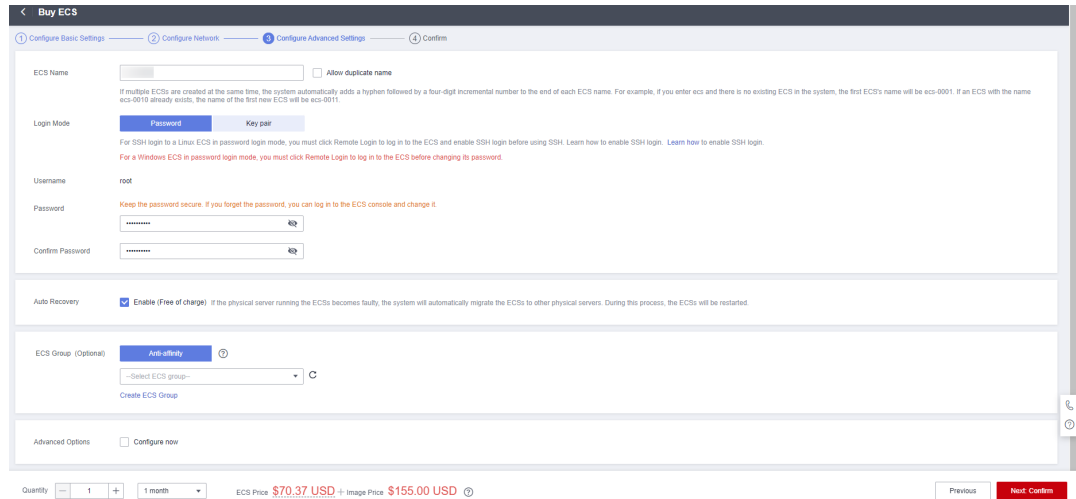 Buy ECS
1 Configure Basic Settings 2 Configure Network 3 Configure Advanced Settings 4 Confirm
ECS Name
Allow duplicate name
If multiple ECSs are created at the same time, the system automatically adds a hyphen followed by a four-digit incremental number to the end of each ECS name. For example, if you enter ecs and there is no existing ECS in the system, the first ECS's name will be ecs-0001. If an ECS with the name
ecs-0010 already exists, the name of the first new ECS will be ecs-0011.
Login Mode Password Key pair
For SSH login to a Linux ECS in password login mode, you must click Remote Login to log in to the ECS and enable SSH login before using SSH. Learn how to enable SSH login. Learn how to enable SSH login.
For a Windows ECS in password login mode, you must click Remote Login to log in to the ECS before changing its password.
Username root
Password Keep the password secure. If you forget the password, you can log in to the ECS console and change it.
Confirm Password
Auto Recovery Enable (Free of charge) If the physical server running the ECSs becomes faulty, the system will automatically migrate the ECSs to other physical servers. During this process, the ECSs will be restarted.
ECS Group (Optional) Anti-affinity ?
--Select ECS group--
Create ECS Group
Advanced Options Configure now
Quantity 1 1 month ECS Price $70.37 USD + Image Price $155.00 USD ? Previous Next: Confirm